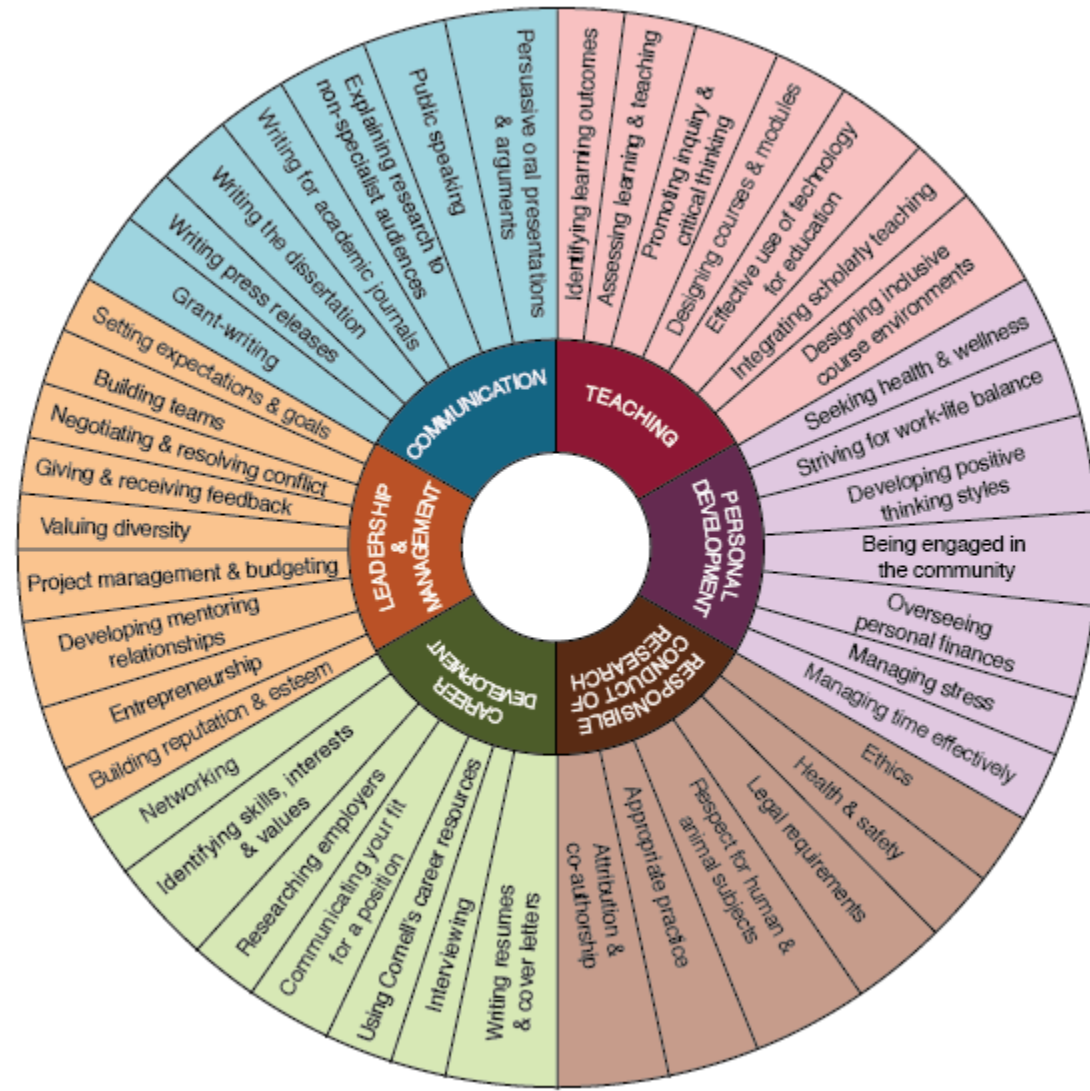 COMMUNICATION
Persuasive oral presentations
& arguments
Public speaking
Explaining research to
non-specialist audiences
Writing for academic journals
Writing the dissertation
Writing press releases
Grant-writing
TEACHING
Identifying learning outcomes
Assessing learning & teaching
Promoting inquiry &
critical thinking
Designing courses & modules
Effective use of technology
for education
Integrating scholarly teaching
Designing inclusive
course environments
PERSONAL
DEVELOPMENT
Seeking health & wellness
Striving for work-life balance
Developing positive
thinking styles
Being engaged in
the community
Overseeing
personal finances
Managing stress
Managing time effectively
RESPONSIBLE
CONDUCT OF
RESEARCH
Ethics
Health & safety
Legal requirements
Respect for human &
animal subjects
Appropriate practice
Attribution &
co-authorship
CAREER
DEVELOPMENT
Writing resumes
& cover letters
Interviewing
Using Cornell's career resources
Communicating your fit
for a position
Researching employers
Identifying skills, interests
& values
Networking
LEADERSHIP
&
MANAGEMENT
Building reputation & esteem
Entrepreneurship
Developing mentoring
relationships
Project management & budgeting
Valuing diversity
Giving & receiving feedback
Negotiating & resolving conflict
Building teams
Setting expectations & goals